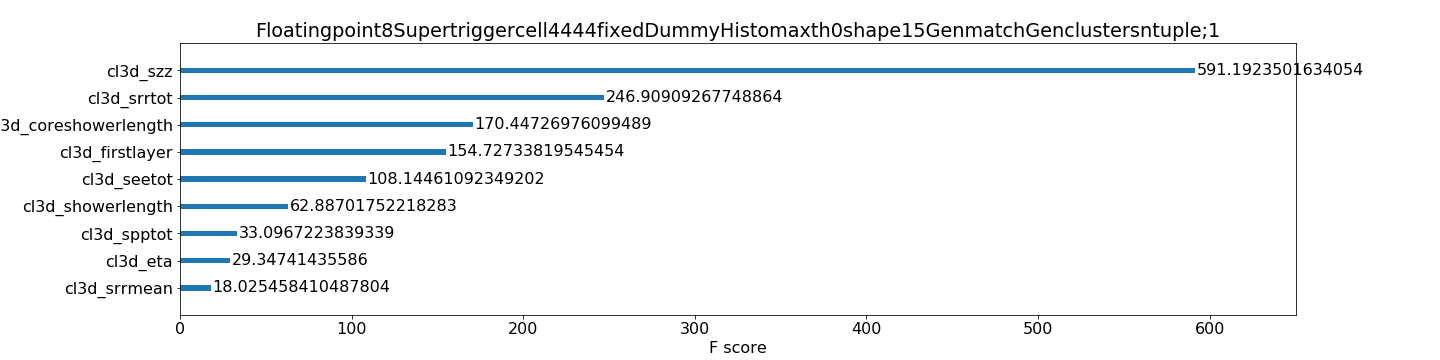 Floatingpoint8Supertriggercell4444fixedDummyHistomaxth0shape15GenmatchGenclustersntuple;1
cl3d_szz 591.1923501634054
cl3d_srrtot 246.90909267748864
3d_coreshowerlength 170.44726976099489
cl3d_firstlayer 154.72733819545454
cl3d_seetot 108.14461092349202
cl3d_showerlength 62.88701752218283
cl3d_spptot 33.0967223839339
cl3d_eta 29.34741435586
cl3d_srrmean 18.025458410487804
0 100 200 300 400 500 600
F score